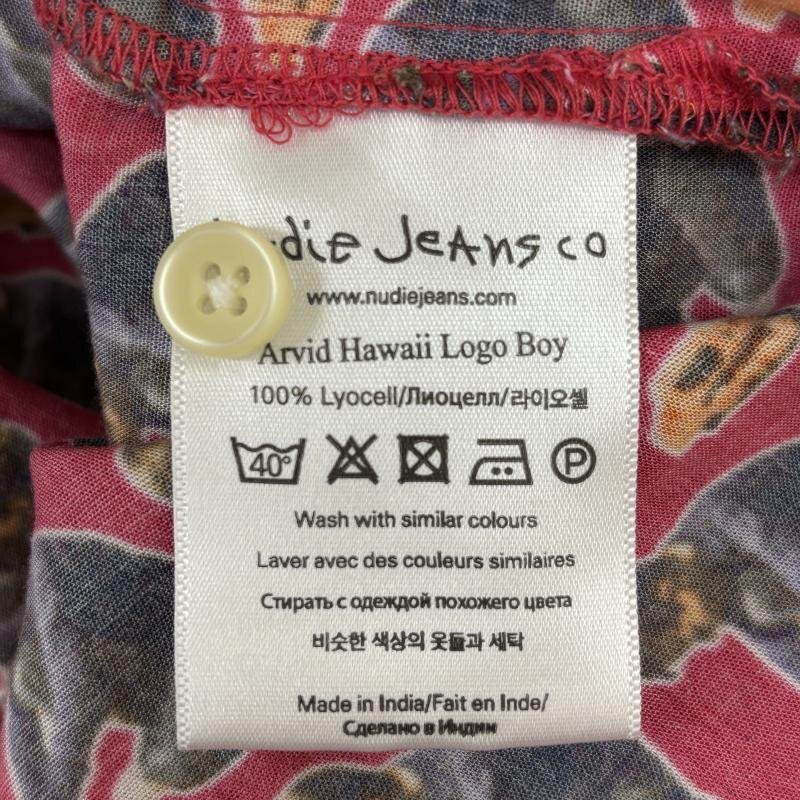 Jeans co
www.nudiejeans.com
Arvid Hawaii Logo Boy
100% Lyocell/Лиоцелл/라이오셀
40°
P
Wash with similar colours
Laver avec des couleurs similaires
Стирать с одеждой похожего цвета
비슷한 색상의 옷들과 세탁
Made in India/Fait en Inde/
Сделано в Индии